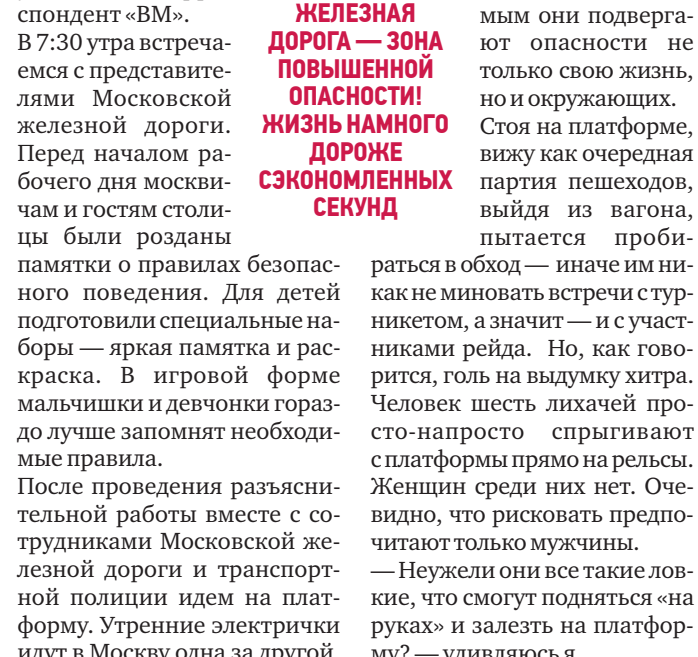 спондент «ВМ».
В 7:30 утра встреча-
емся с представите-
лями Московской
железной дороги.
Перед началом ра-
бочего дня москви-
чам и гостям столи-
цы были розданы
памятки о правилах безопас-
ного поведения. Для детей
подготовили специальные на-
боры — яркая памятка и рас-
краска. В игровой форме
мальчишки и девчонки гораз-
до лучше запомнят необходи-
мые правила.
После проведения разъясни-
тельной работы вместе с со-
трудниками Московской же-
лезной дороги и транспорт-
ной полиции идем на плат-
форму. Утренние электрички
идут в Москву одна за другой.
ЖЕЛЕЗНАЯ
ДОРОГА — ЗОНА
ПОВЫШЕННОЙ
ОПАСНОСТИ!
ЖИЗНЬ НАМНОГО
ДОРОЖЕ
СЭКОНОМЛЕННЫХ
СЕКУНД
мым они подверга-
ют опасности не
только свою жизнь,
но и окружающих.
Стоя на платформе,
вижу как очередная
партия пешеходов,
выйдя из вагона,
пытается проби-
раться в обход — иначе им ни-
как не миновать встречи с тур-
никетом, а значит — и с участ-
никами рейда. Но, как гово-
рится, голь на выдумку хитра.
Человек шесть лихачей про-
сто-напросто спрыгивают
с платформы прямо на рельсы.
Женщин среди них нет. Оче-
видно, что рисковать предпо-
читают только мужчины.
— Неужели они все такие лов-
кие, что смогут подняться «на
руках» и залезть на платфор-
му? — удивляюсь я.